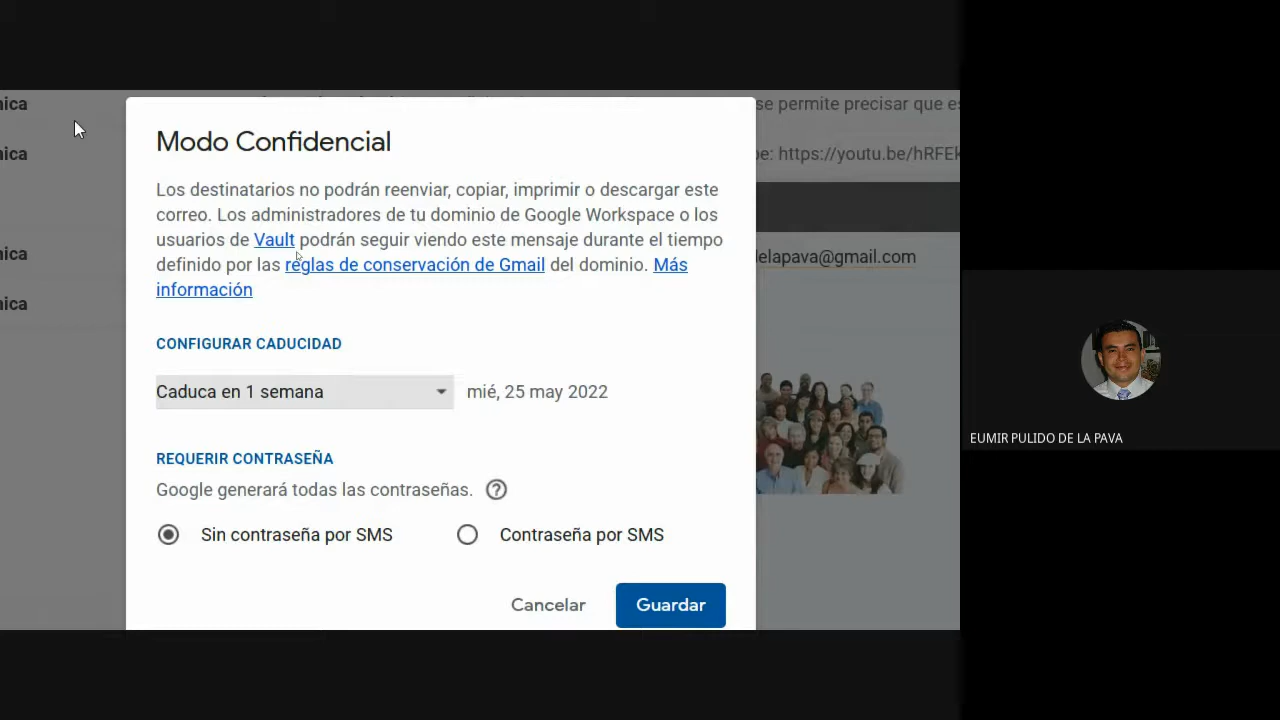 nica
se permite precisar que es
nica
be: https://youtu.be/hRFEk
Modo Confidencial
Los destinatarios no podrán reenviar, copiar, imprimir o descargar este
correo. Los administradores de tu dominio de Google Workspace o los
usuarios de Vault podrán seguir viendo este mensaje durante el tiempo
definido por las reglas de conservación de Gmail del dominio. Más
información
nica
delapava@gmail.com
nica
CONFIGURAR CADUCIDAD
Caduca en 1 semana
mié, 25 may 2022
REQUERIR CONTRASEÑA
Google generará todas las contraseñas.
Sin contraseña por SMS
Contraseña por SMS
Cancelar
Guardar
EUMIR PULIDO DE LA PAVA